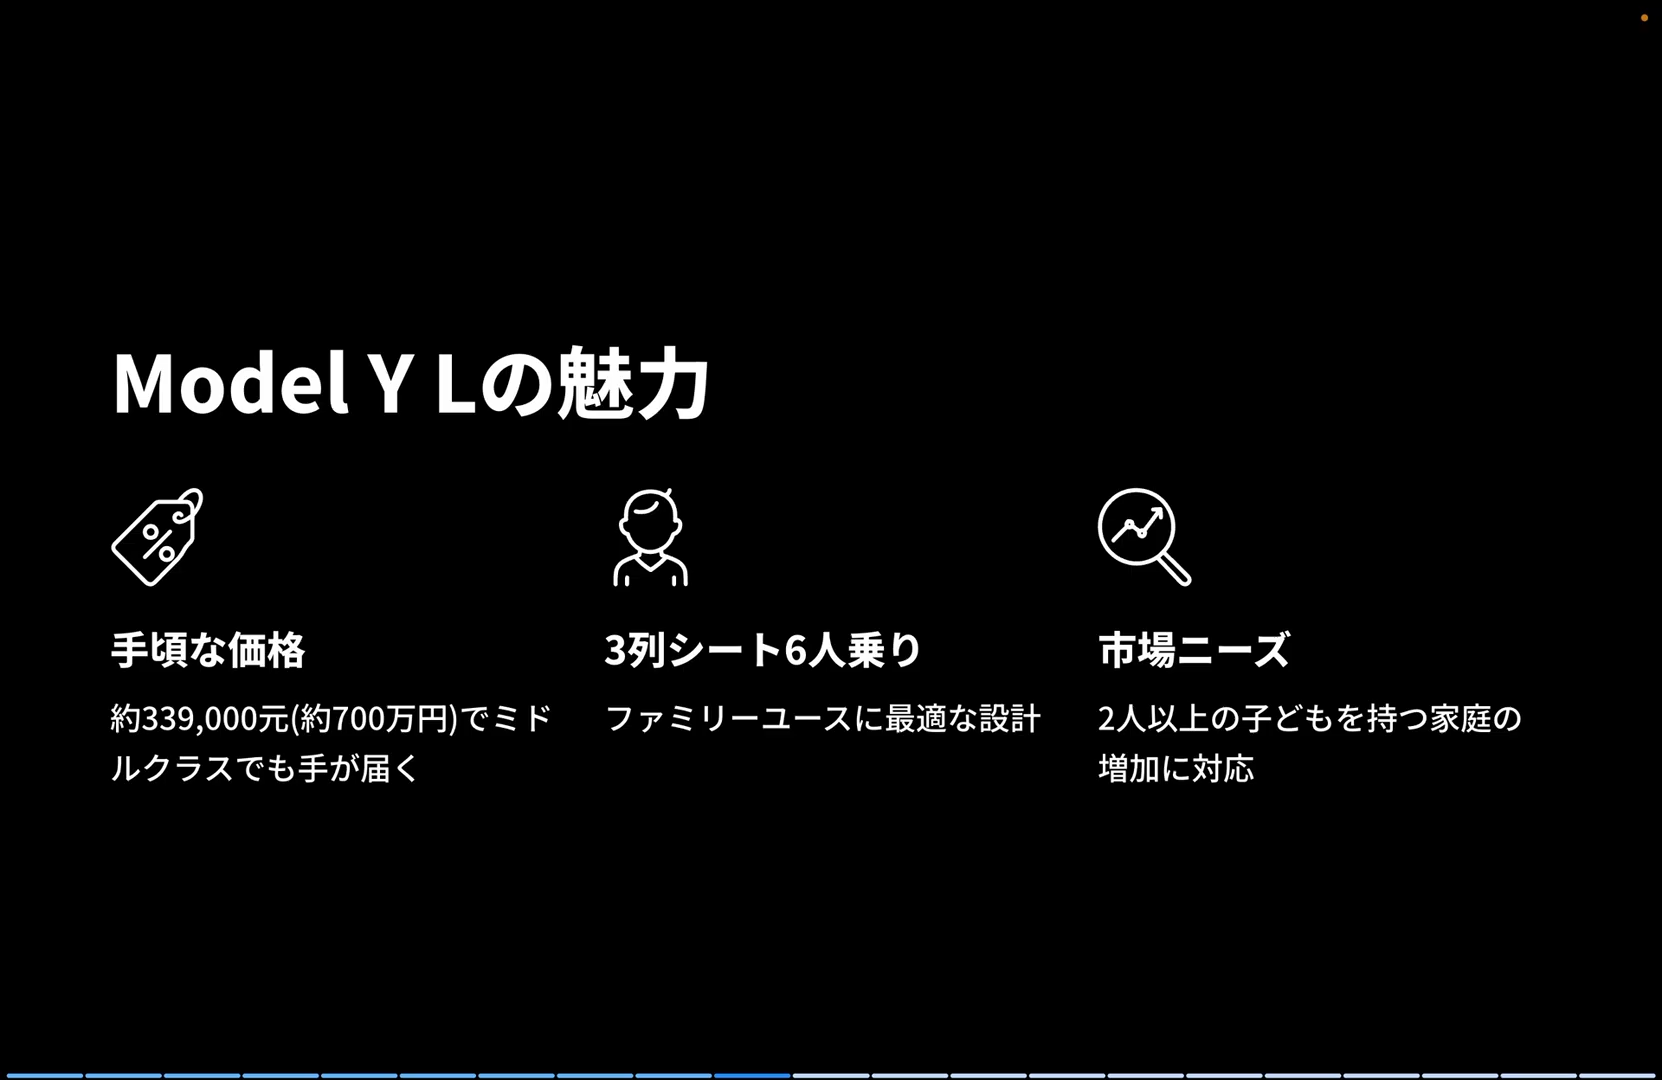 Model Y Lの魅力
手頃な価格
約339,000元(約700万円)でミド
ルクラスでも手が届く
3列シート6人乗り
ファミリーユースに最適な設計
市場ニーズ
2人以上の子どもを持つ家庭の
増加に対応